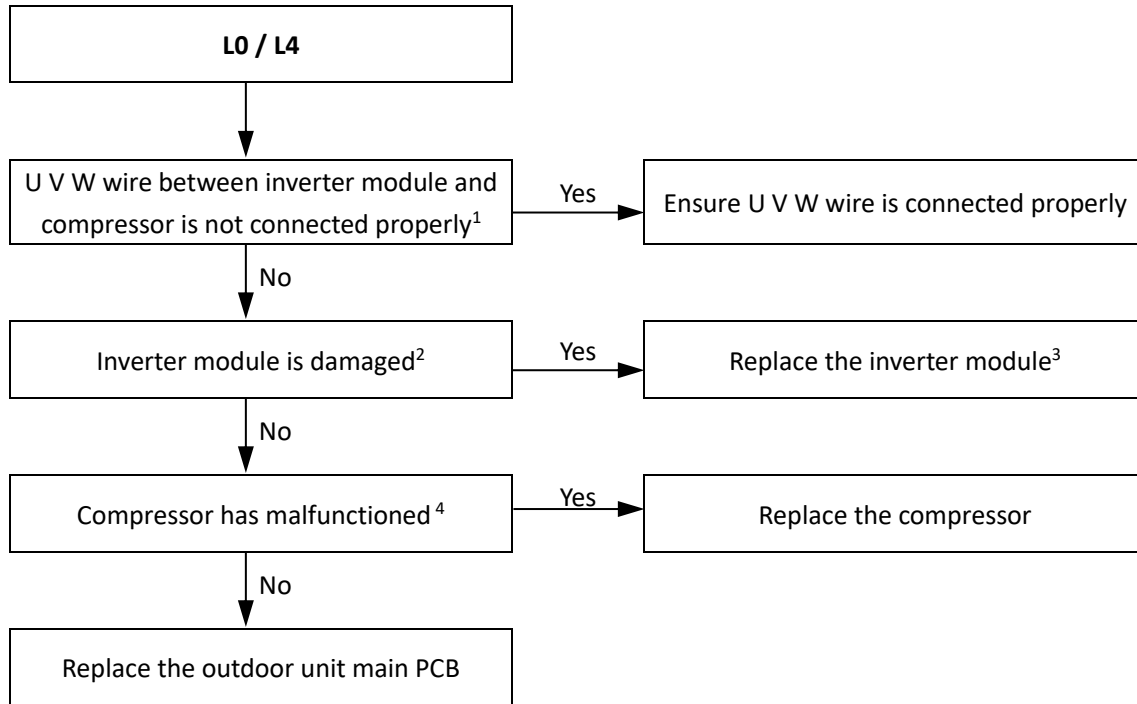 L0 / L4
U V W wire between inverter module and
compressor is not connected properly1
Yes
Ensure U V W wire is connected properly
No
Inverter module is damaged2
Yes
Replace the inverter module3
No
Compressor has malfunctioned 4
Yes
Replace the compressor
No
Replace the outdoor unit main PCB